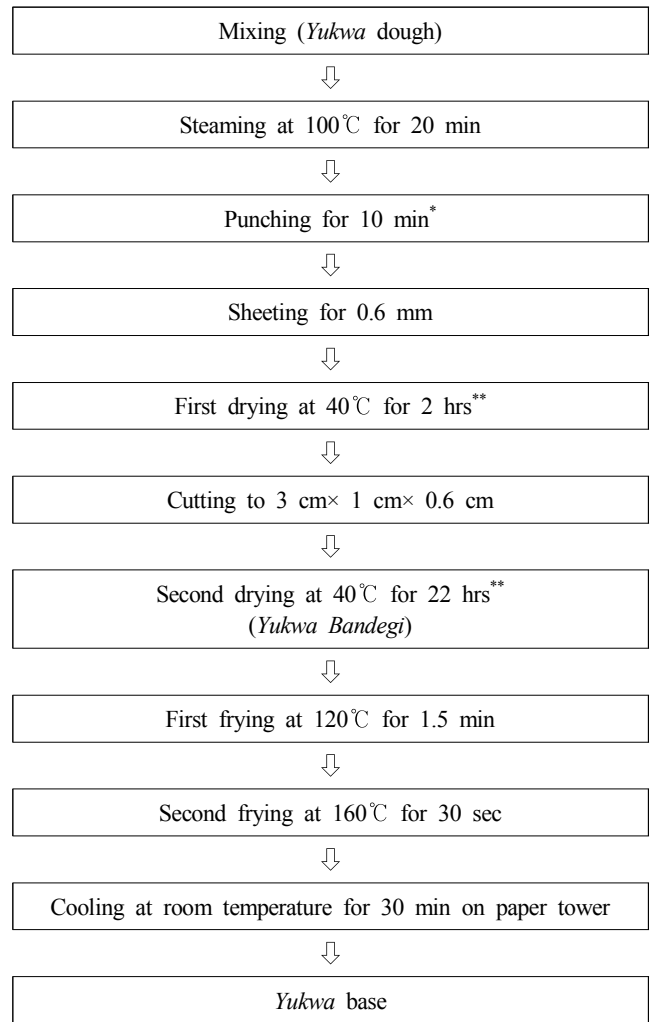 Mixing (Yukwa dough)
⇩
Steaming at 100℃ for 20 min
⇩
Punching for 10 min*
⇩
Sheeting for 0.6 mm
⇩
First drying at 40℃ for 2 hrs**
⇩
Cutting to 3 cm× 1 cm× 0.6 cm
⇩
Second drying at 40℃ for 22 hrs**
(Yukwa Bandegi)
⇩
First frying at 120℃ for 1.5 min
⇩
Second frying at 160℃ for 30 sec
⇩
Cooling at room temperature for 30 min on paper tower
⇩
Yukwa base